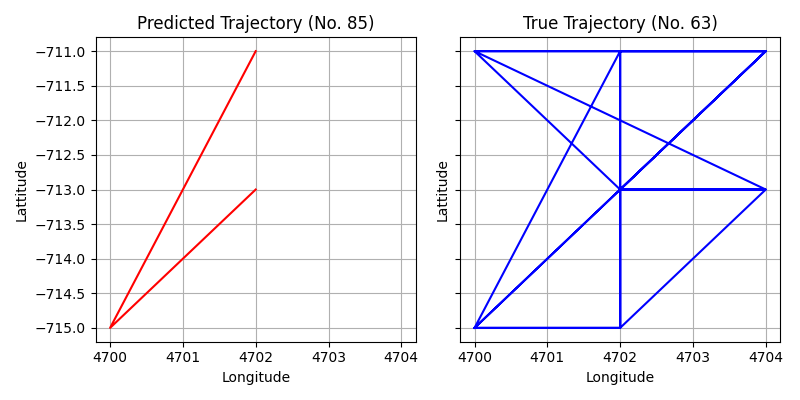 Predicted Trajectory (No. 85)
True Trajectory (No. 63)
−711.0
−711.5
−712.0
−712.5
−713.0
−713.5
−714.0
−714.5
−715.0
Lattitude
Lattitude
4700 4701 4702 4703 4704
4700 4701 4702 4703 4704
Longitude
Longitude